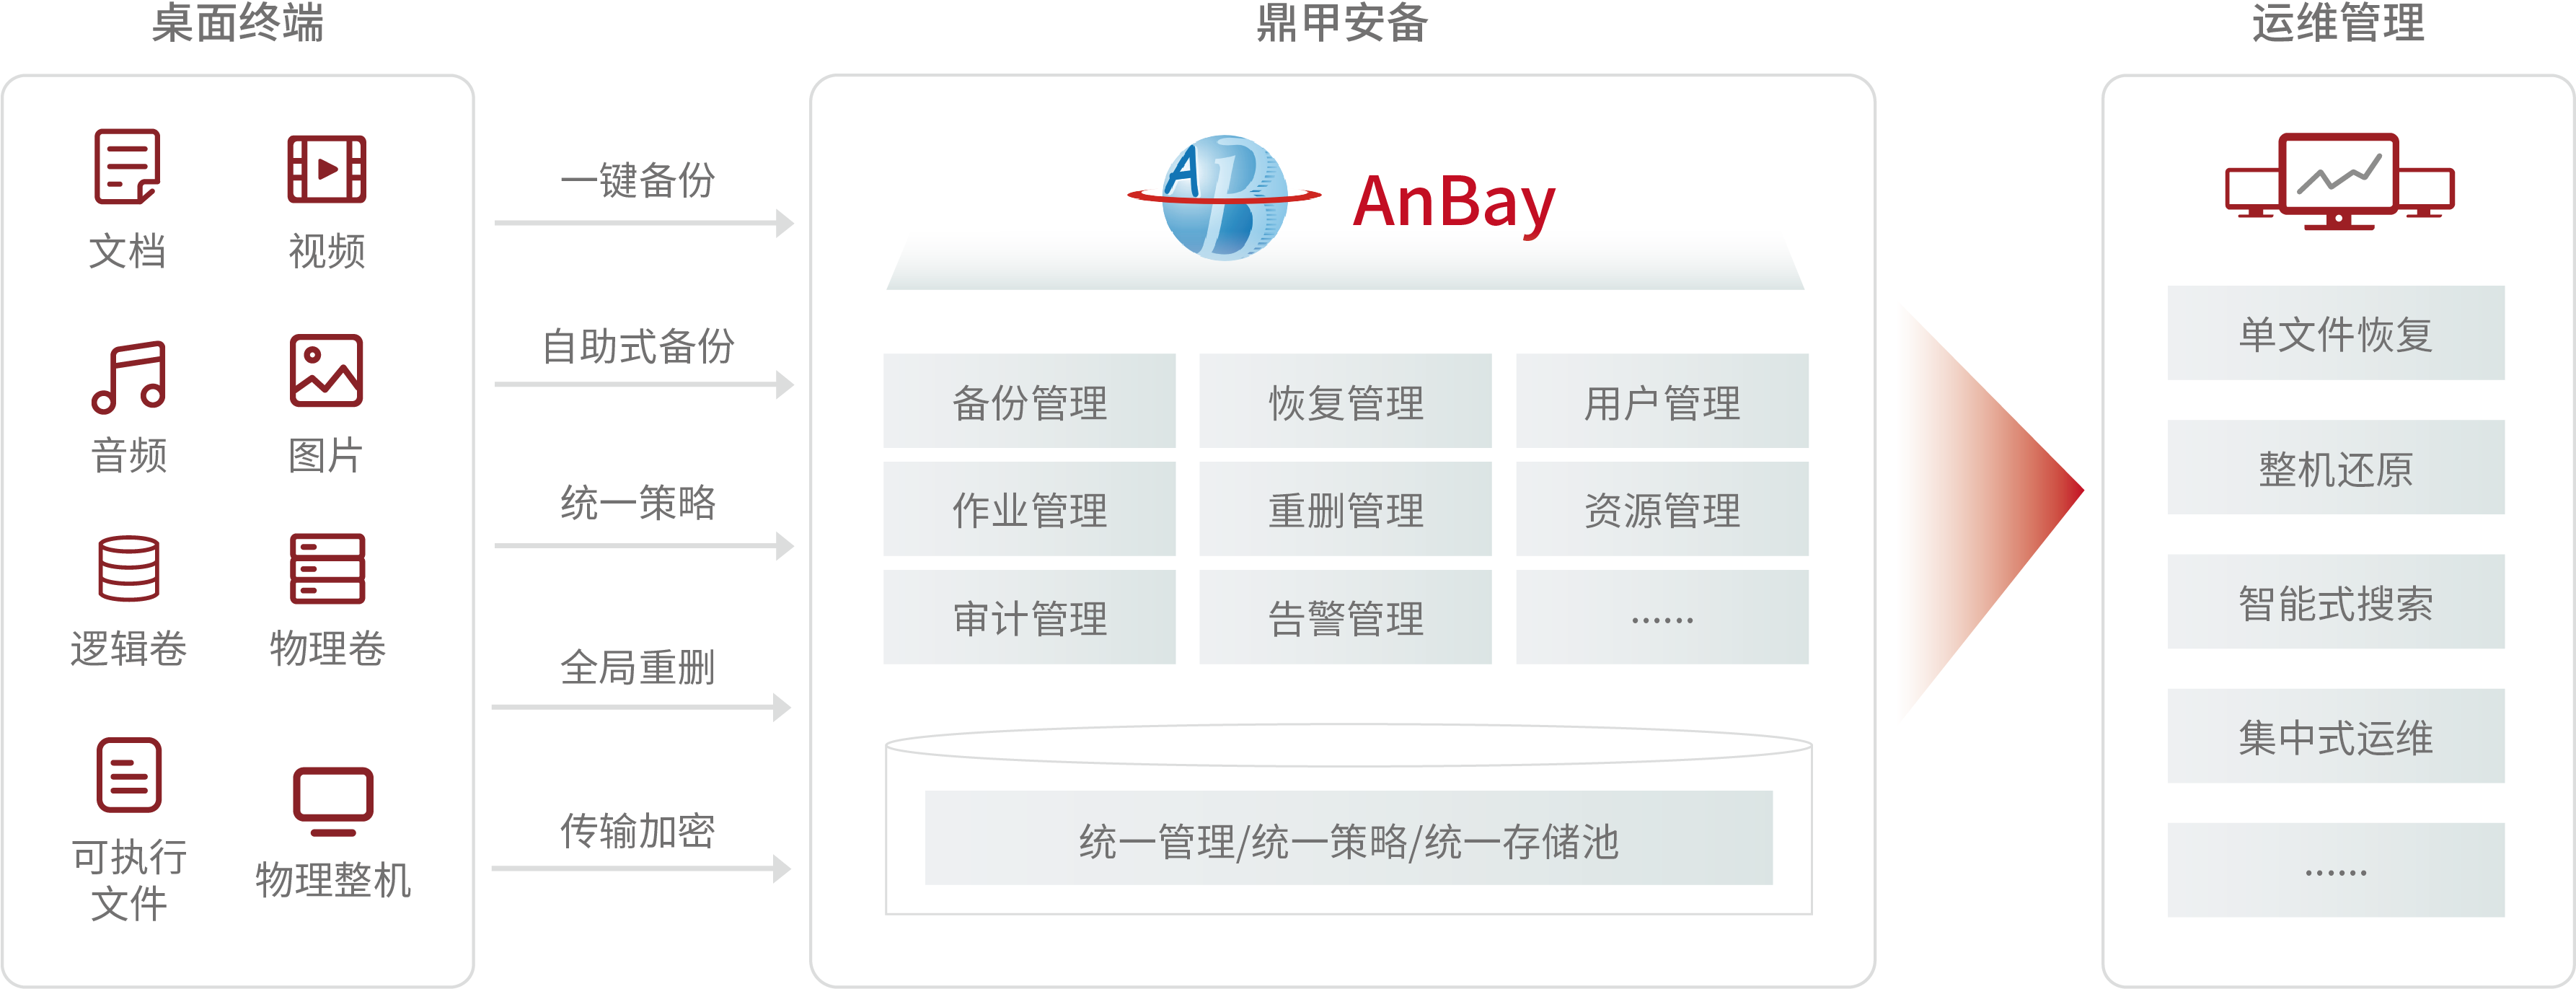 桌面终端
文档
视频
音频
图片
逻辑卷
物理卷
可执行
文件
物理整机
一键备份
自助式备份
统一策略
全局重删
传输加密
鼎甲安备
AB
AnBay
备份管理
恢复管理
用户管理
作业管理
重删管理
资源管理
审计管理
告警管理
······
统一管理/统一策略/统一存储池
运维管理
单文件恢复
整机还原
智能式搜索
集中式运维
······